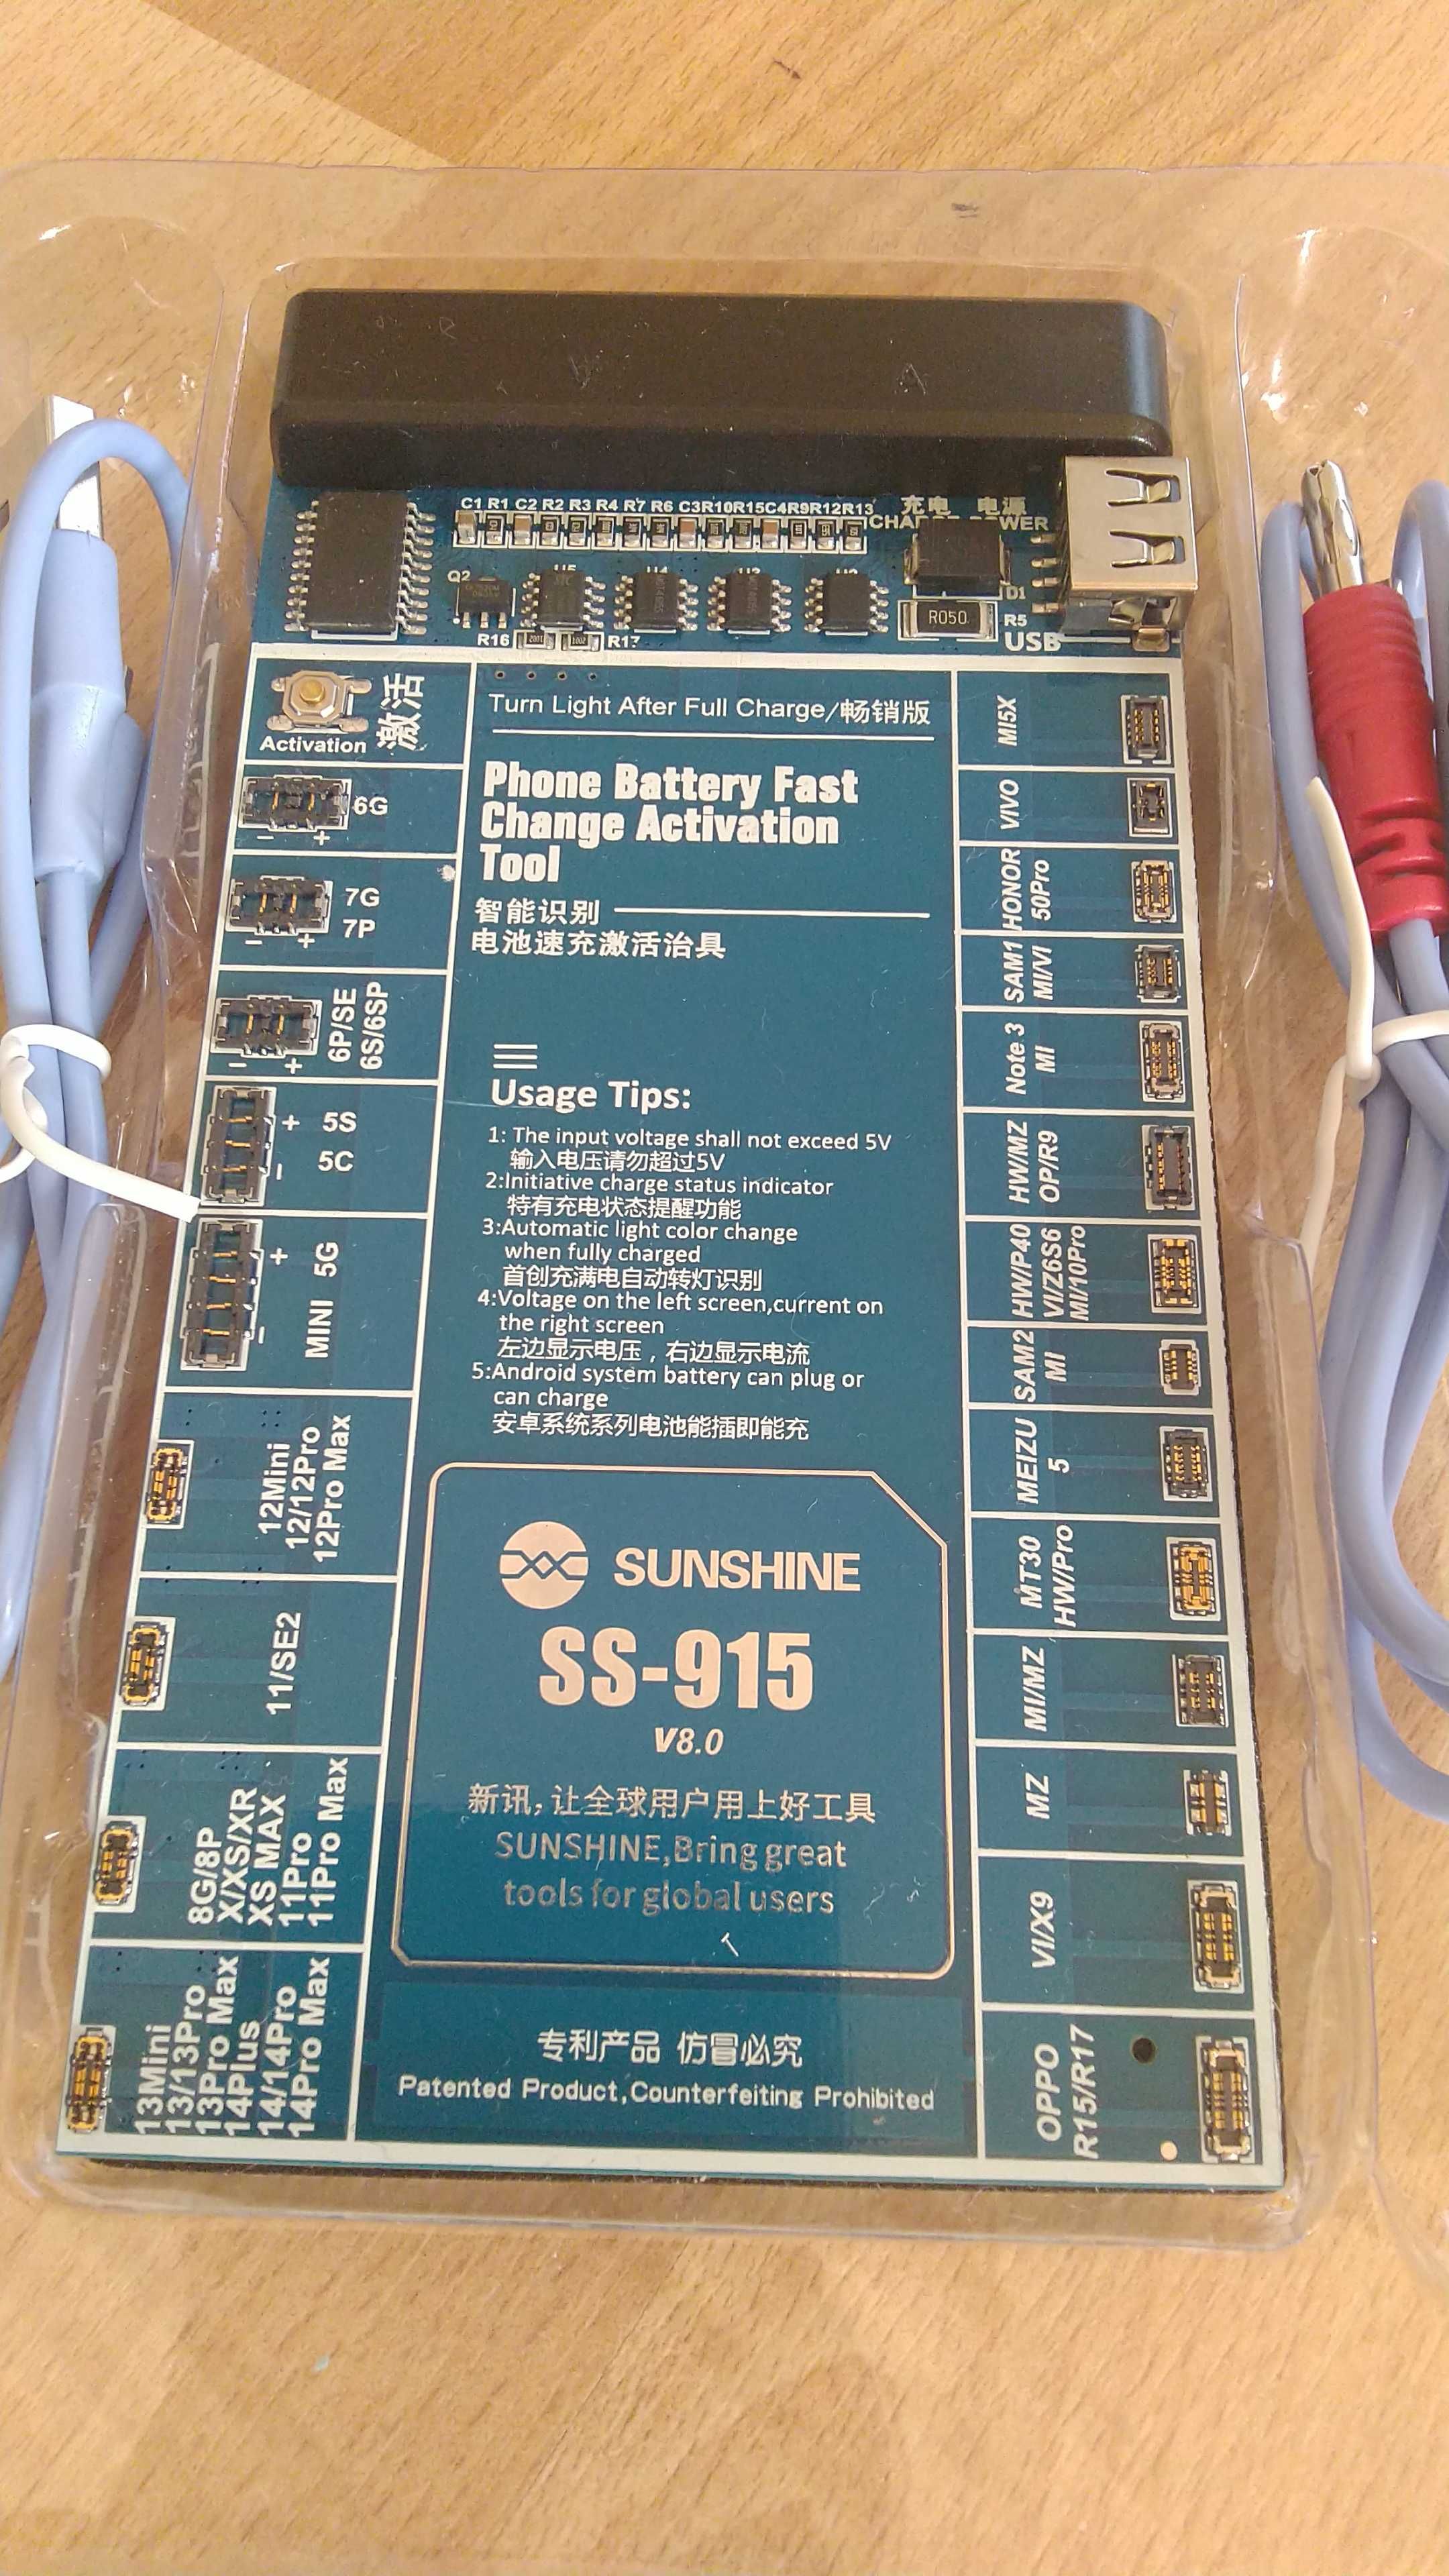 C1 R1 C2 R2 R3 R4 R7 R6 C3R10R15C4R9R12R13
充电 电源
CHARGE POWER
Q2
D1
R050
R5
USB
R16
2001
1002
R17
Activation
激活
6G
- +
7G
7P
- +
6P/SE
6S/6SP
- +
+ 5S
- 5C
+
-
MINI 5G
12Mini
12/12Pro
12Pro Max
11/SE2
8G/8P
X/XS/XR
XS MAX
11Pro
11Pro Max
13Mini
13/13Pro
13Pro Max
14Plus
14/14Pro
14Pro Max
Turn Light After Full Charge/畅销版
Phone Battery Fast
Change Activation
Tool
智能识别
电池速充激活治具
Usage Tips:
1: The input voltage shall not exceed 5V
输入电压请勿超过5V
2:Initiative charge status indicator
特有充电状态提醒功能
3:Automatic light color change
when fully charged
首创充满电自动转灯识别
4:Voltage on the left screen,current on
the right screen
左边显示电压，右边显示电流
5:Android system battery can plug or
can charge
安卓系统系列电池能插即能充
SUNSHINE
SS-915
V8.0
新讯,让全球用户用上好工具
SUNSHINE,Bring great
tools for global users
专利产品 仿冒必究
Patented Product,Counterfeiting Prohibited
MI5X
VIVO
HONOR
50Pro
SAM1
MI/VI
Note 3
MI
HW/MZ
OP/R9
HW/P40
VI/Z6S6
MI/10Pro
SAM2
MI
MEIZU
5
MT30
HW/Pro
MI/MZ
MZ
VI/X9
OPPO
R15/R17